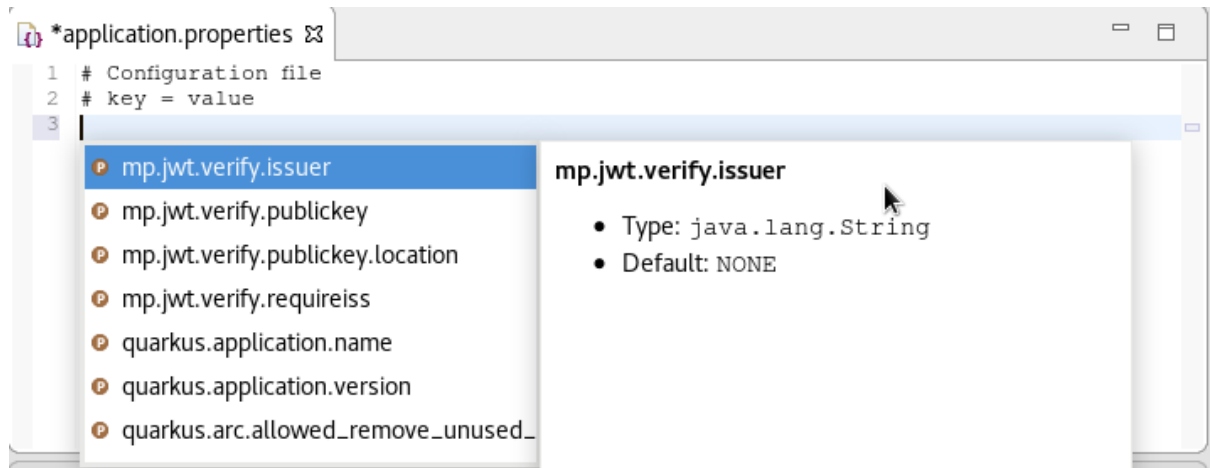 *application.properties
1 # Configuration file
2 # key = value
3
mp.jwt.verify.issuer
mp.jwt.verify.publickey
mp.jwt.verify.publickey.location
mp.jwt.verify.requireiss
quarkus.application.name
quarkus.application.version
quarkus.arc.allowed_remove_unused_
mp.jwt.verify.issuer
• Type: java.lang.String
• Default: NONE